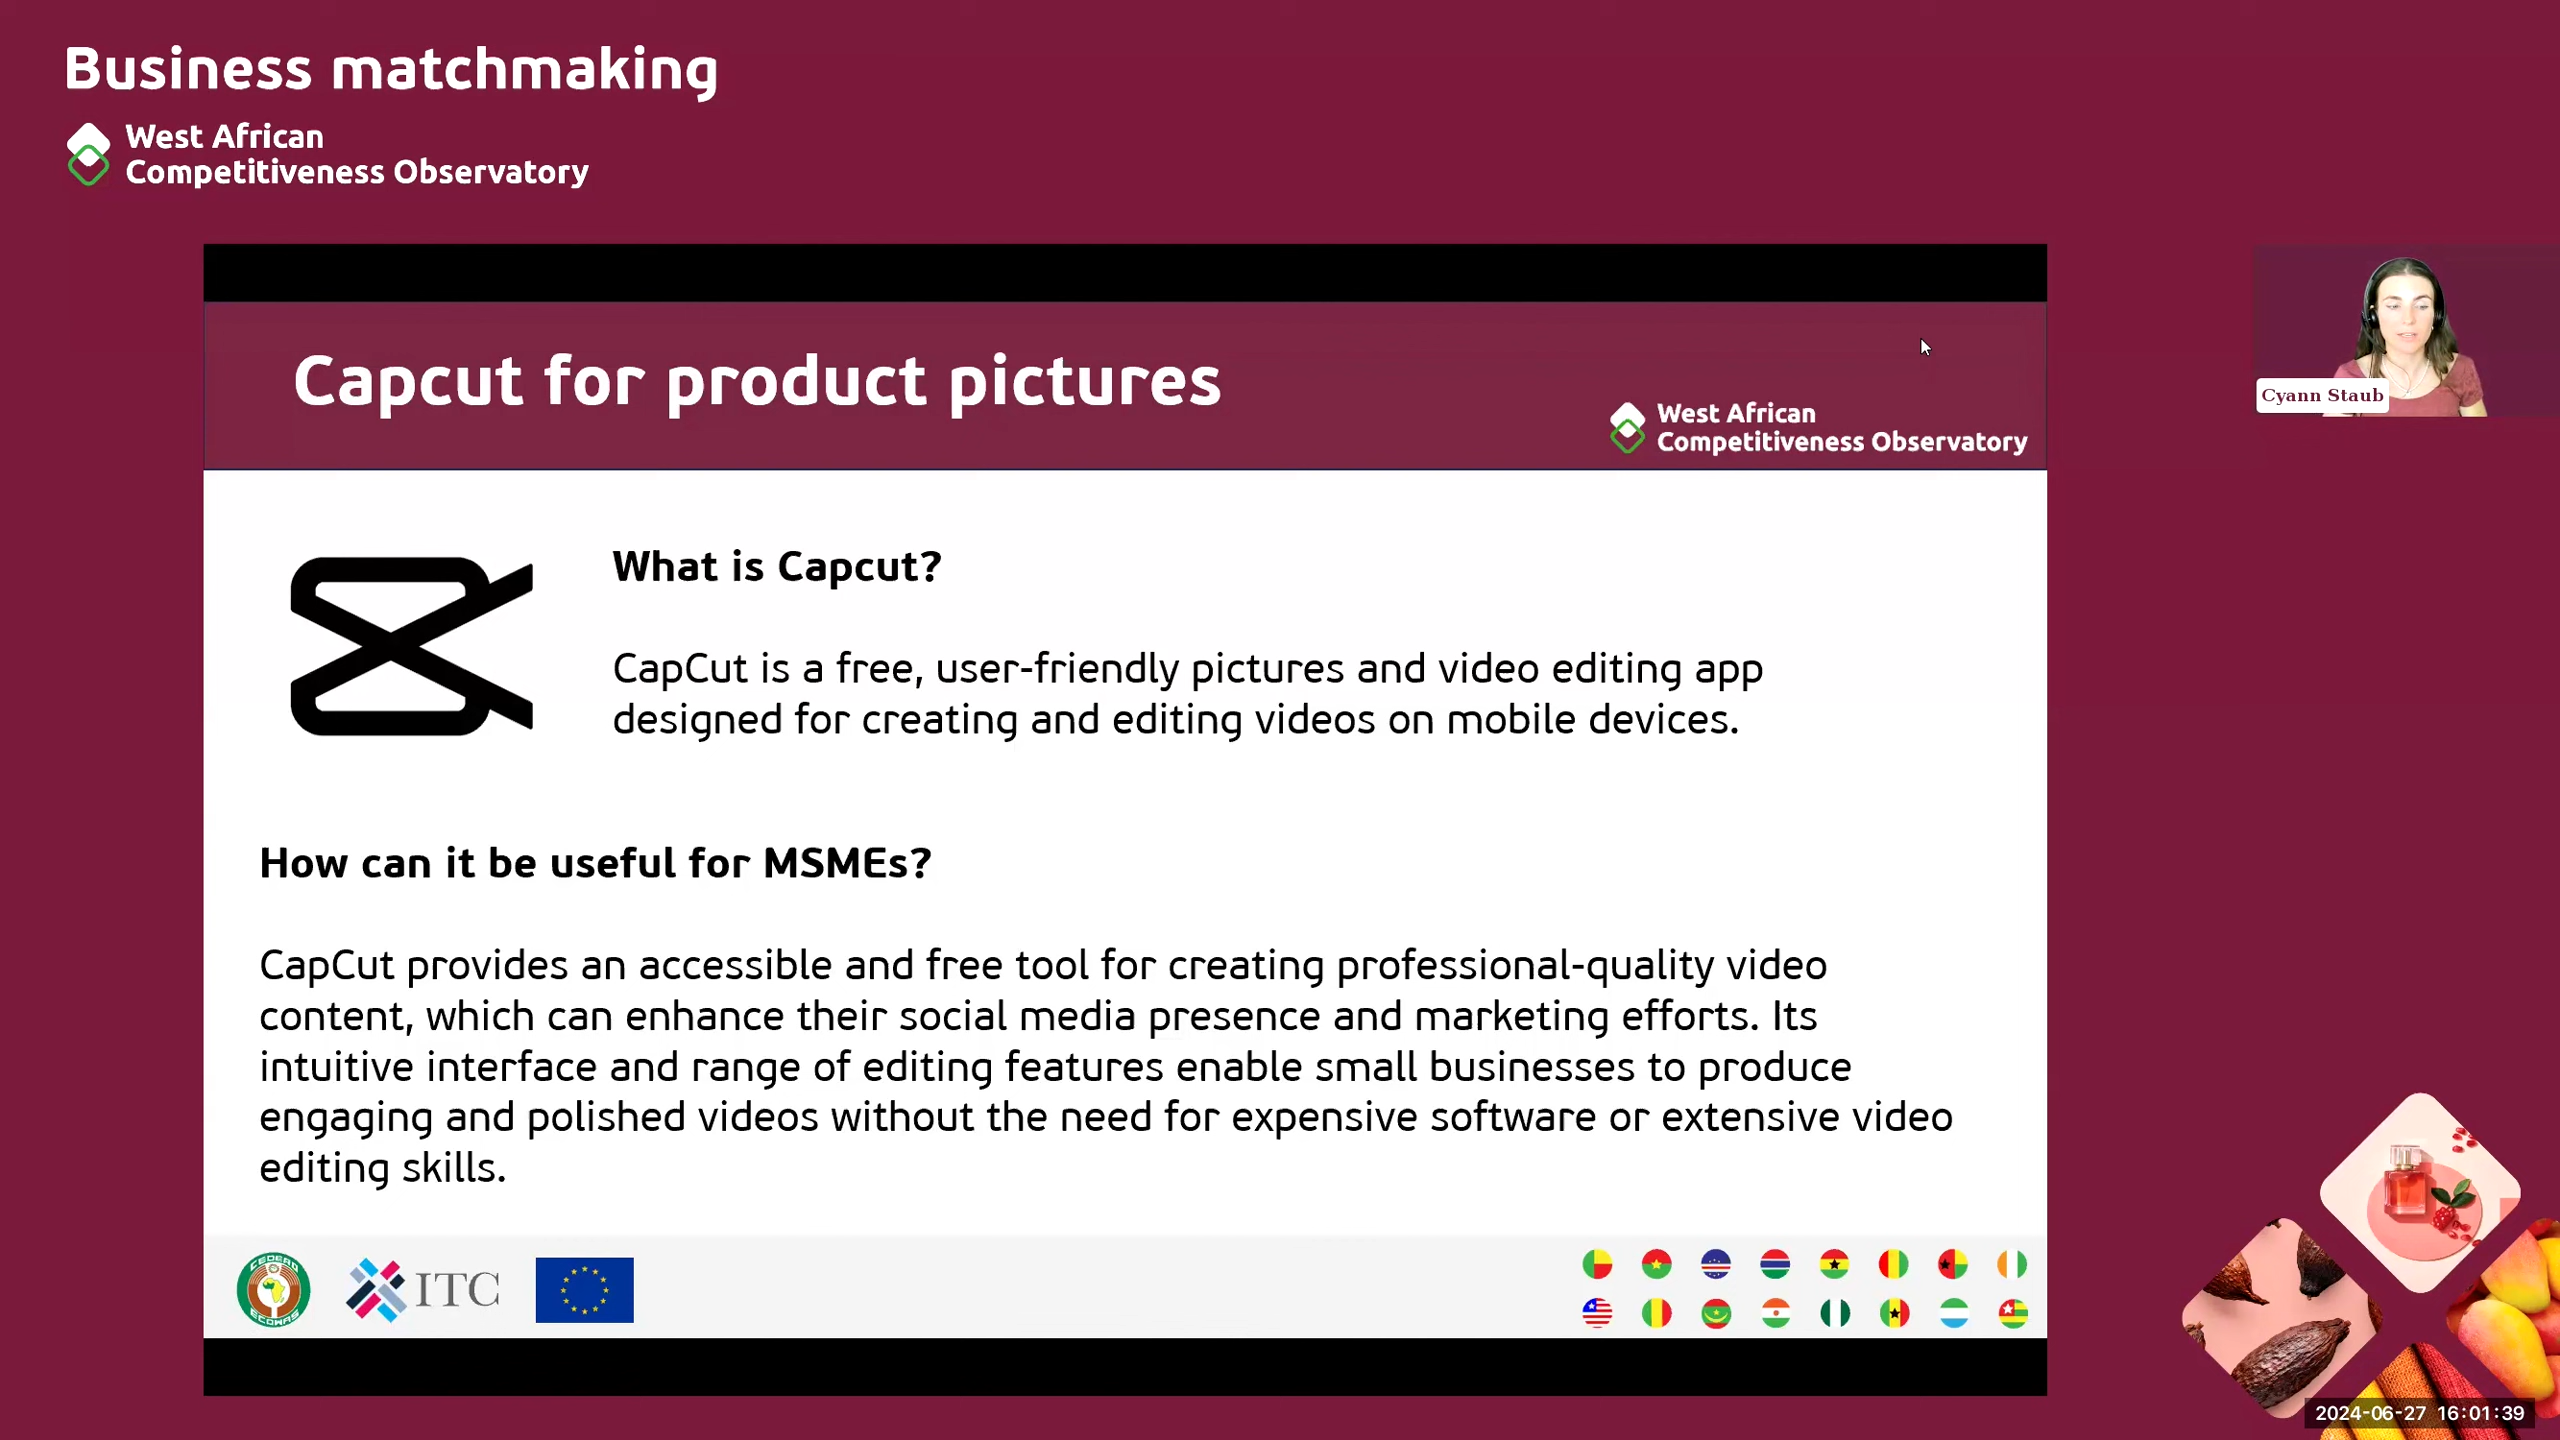 Business matchmaking
West African
Competitiveness Observatory
Capcut for product pictures
West African
Competitiveness Observatory
Cyann Staub
What is Capcut?
CapCut is a free, user-friendly pictures and video editing app
designed for creating and editing videos on mobile devices.
How can it be useful for MSMEs?
CapCut provides an accessible and free tool for creating professional-quality video
content, which can enhance their social media presence and marketing efforts. Its
intuitive interface and range of editing features enable small businesses to produce
engaging and polished videos without the need for expensive software or extensive video
editing skills.
CEDEAO
ECOWAS
ITC
2024-06-27 16:01:39